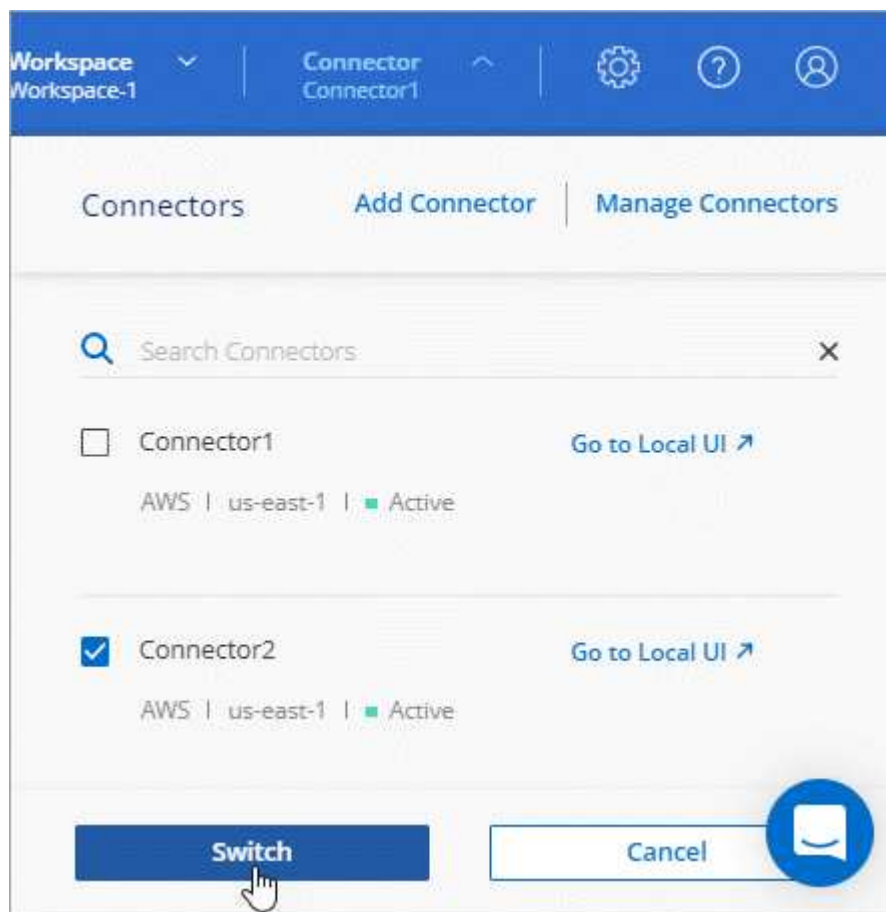 Workspace
Workspace-1
Connector
Connector1
Connectors
Add Connector
Manage Connectors
Search Connectors
Connector1
Go to Local UI
AWS | us-east-1 | Active
Connector2
Go to Local UI
AWS | us-east-1 | Active
Switch
Cancel